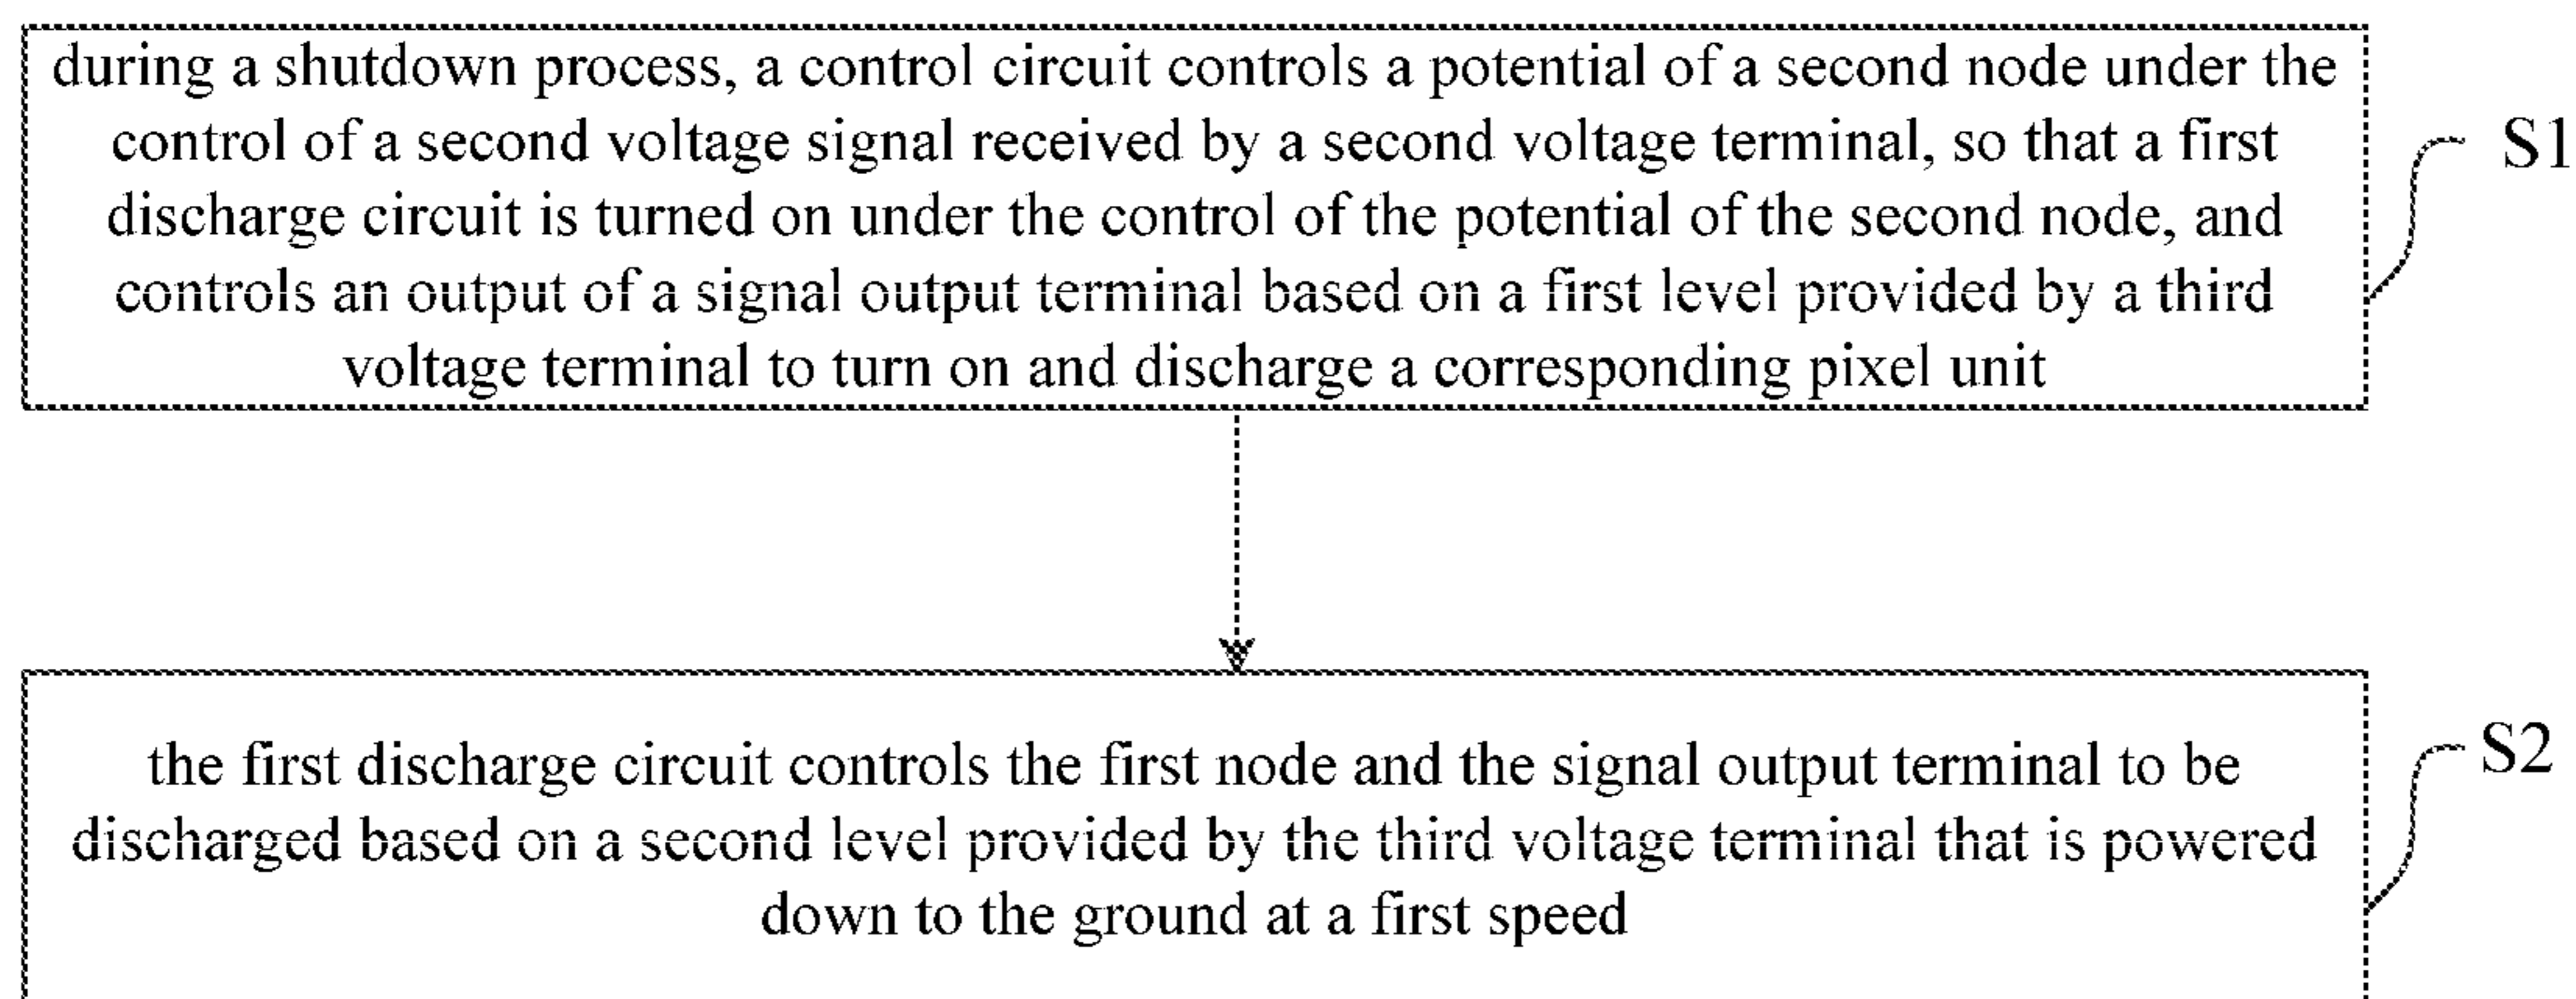 during a shutdown process, a control circuit controls a potential of a second node under the
control of a second voltage signal received by a second voltage terminal, so that a first
discharge circuit is turned on under the control of the potential of the second node, and
controls an output of a signal output terminal based on a first level provided by a third
voltage terminal to turn on and discharge a corresponding pixel unit
S1
the first discharge circuit controls the first node and the signal output terminal to be
discharged based on a second level provided by the third voltage terminal that is powered
down to the ground at a first speed
S2